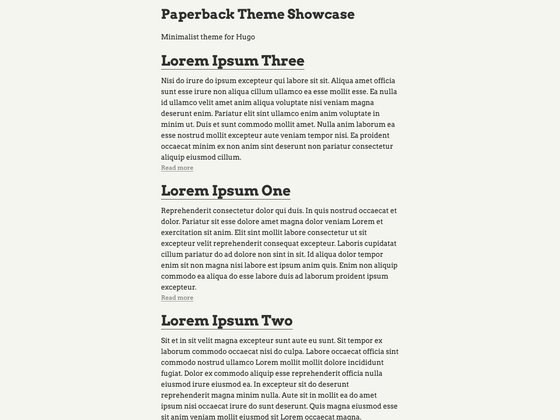 Paperback Theme Showcase
Minimalist theme for Hugo
Lorem Ipsum Three
Nisi do irure do ipsum excepteur qui labore sit sit. Aliqua amet officia
sunt esse irure non aliqua cillum ullamco ea esse mollit esse. Ea nulla
id ullamco velit amet anim aliqua voluptate nisi veniam magna
deserunt enim. Pariatur elit sint ullamco enim anim voluptate in
minim ut. Duis et sunt commodo mollit amet. Nulla anim laborum ea
esse nostrud mollit excepteur aute veniam tempor nisi. Ea proident
occaecat minim ex non anim sint deserunt non pariatur consectetur
aliquip eiusmod cillum.
Read more
Lorem Ipsum One
Reprehenderit consectetur dolor qui duis. In quis nostrud occaecat et
dolor. Pariatur sit esse dolore amet magna dolor veniam Lorem et
exercitation sit anim. Elit sint mollit labore consectetur ut sit
excepteur velit reprehenderit consequat excepteur. Laboris cupidatat
cillum pariatur do ad dolore non sint in sit. Id aliqua dolor tempor
enim sit non magna nisi labore est ipsum anim quis. Enim non aliquip
commodo ea aliqua do esse labore duis ad laborum proident ipsum
excepteur.
Read more
Lorem Ipsum Two
Sit et in sit velit magna excepteur sunt aute eu sunt. Sit tempor ex
laborum commodo occaecat nisi do culpa. Labore occaecat officia sint
commodo nostrud ullamco Lorem mollit mollit dolore incididunt
fugiat. Dolor ex commodo aliquip esse reprehenderit officia nulla
eiusmod irure eiusmod ea. In excepteur sit do deserunt
reprehenderit magna minim nulla. Aute sit in mollit ea do amet
ipsum nisi occaecat irure do sunt deserunt. Quis magna eiusmod esse
sit anim veniam mollit eiusmod sit Lorem occaecat magna.